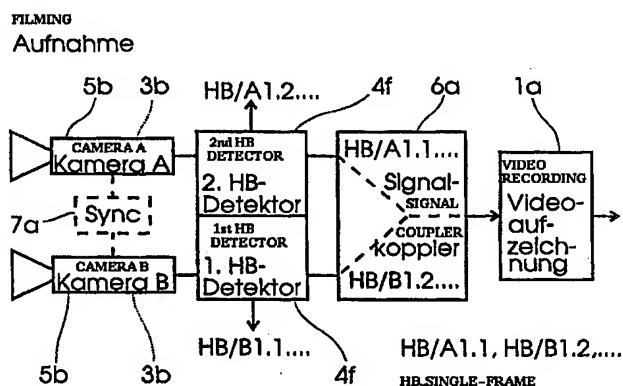 FILMING
Aufnahme
5b
3b
HB/A1.2....
4f
6a
1a
CAMERA A
Kamera A
2nd HB
DETECTOR
2. HB-
Detektor
HB/A1.1....
Signal-
SIGNAL
COUPLER
koppler
HB/B1.2....
VIDEO
RECORDING
Video-
auf-
zeich-
nung
7a
Sync
CAMERA B
Kamera B
1st HB
DETECTOR
1. HB-
Detektor
5b
3b
HB/B1.1....
4f
HB/A1.1, HB/B1.2,....
HB.SINGLE-FRAME